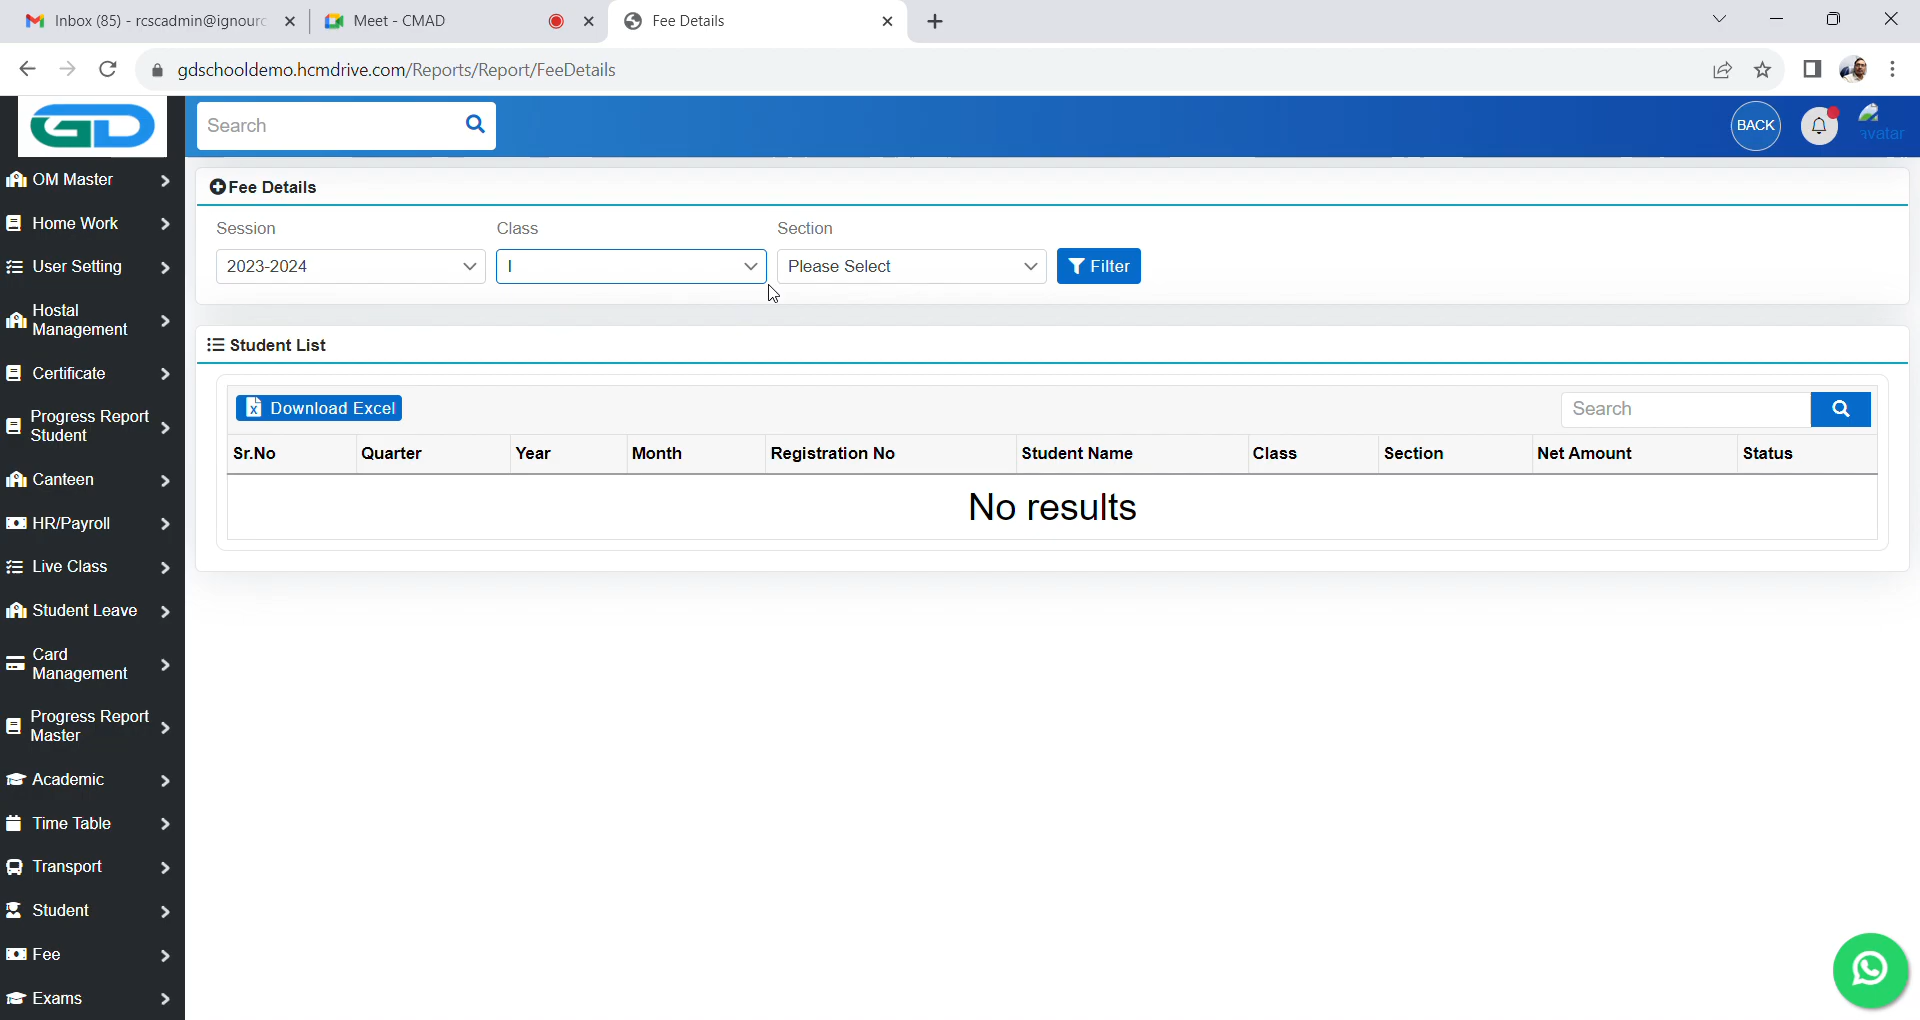 Inbox (85) - rcscadmin@ignourc
Meet - CMAD
Fee Details
gdschooldemo.hcmdrive.com/Reports/Report/FeeDetails
GD
Search
BACK
avatar
OM Master
Home Work
User Setting
Hostal
Management
Certificate
Progress Report
Student
Canteen
HR/Payroll
Live Class
Student Leave
Card
Management
Progress Report
Master
Academic
Time Table
Transport
Student
Fee
Exams
Fee Details
Session Class Section
2023-2024 I Please Select Filter
Student List
Download Excel Search
Sr.No Quarter Year Month Registration No Student Name Class Section Net Amount Status
No results